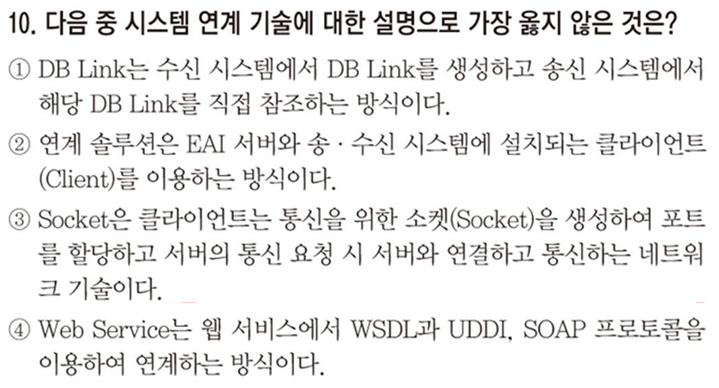 10. 다음 중 시스템 연계 기술에 대한 설명으로 가장 옳지 않은 것은?
① DB Link는 수신 시스템에서 DB Link를 생성하고 송신 시스템에서
해당 DB Link를 직접 참조하는 방식이다.
② 연계 솔루션은 EAI 서버와 송·수신 시스템에 설치되는 클라이언트
(Client)를 이용하는 방식이다.
③ Socket은 클라이언트는 통신을 위한 소켓(Socket)을 생성하여 포트
를 할당하고 서버의 통신 요청 시 서버와 연결하고 통신하는 네트워
크 기술이다.
④ Web Service는 웹 서비스에서 WSDL과 UDDI, SOAP 프로토콜을
이용하여 연계하는 방식이다.